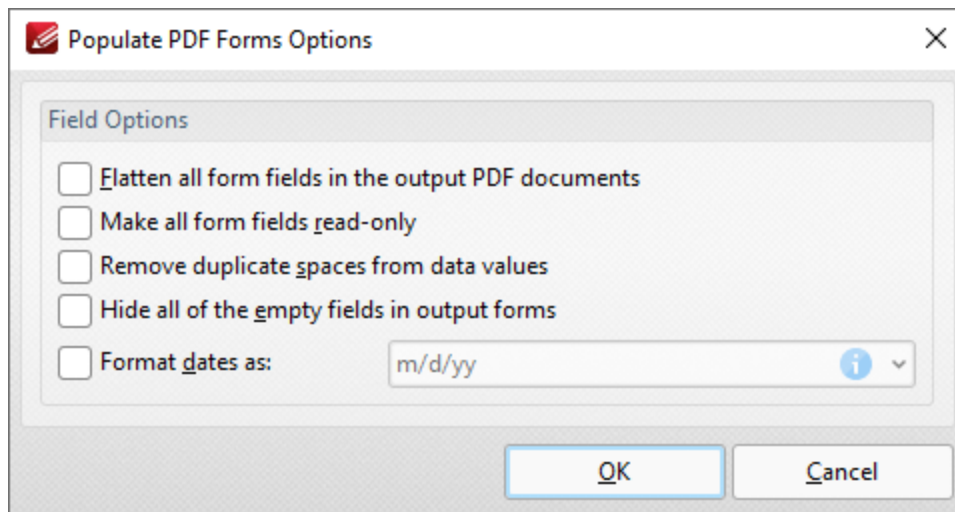 Populate PDF Forms Options
Field Options
Flatten all form fields in the output PDF documents
Make all form fields read-only
Remove duplicate spaces from data values
Hide all of the empty fields in output forms
Format dates as: m/d/yy
OK Cancel